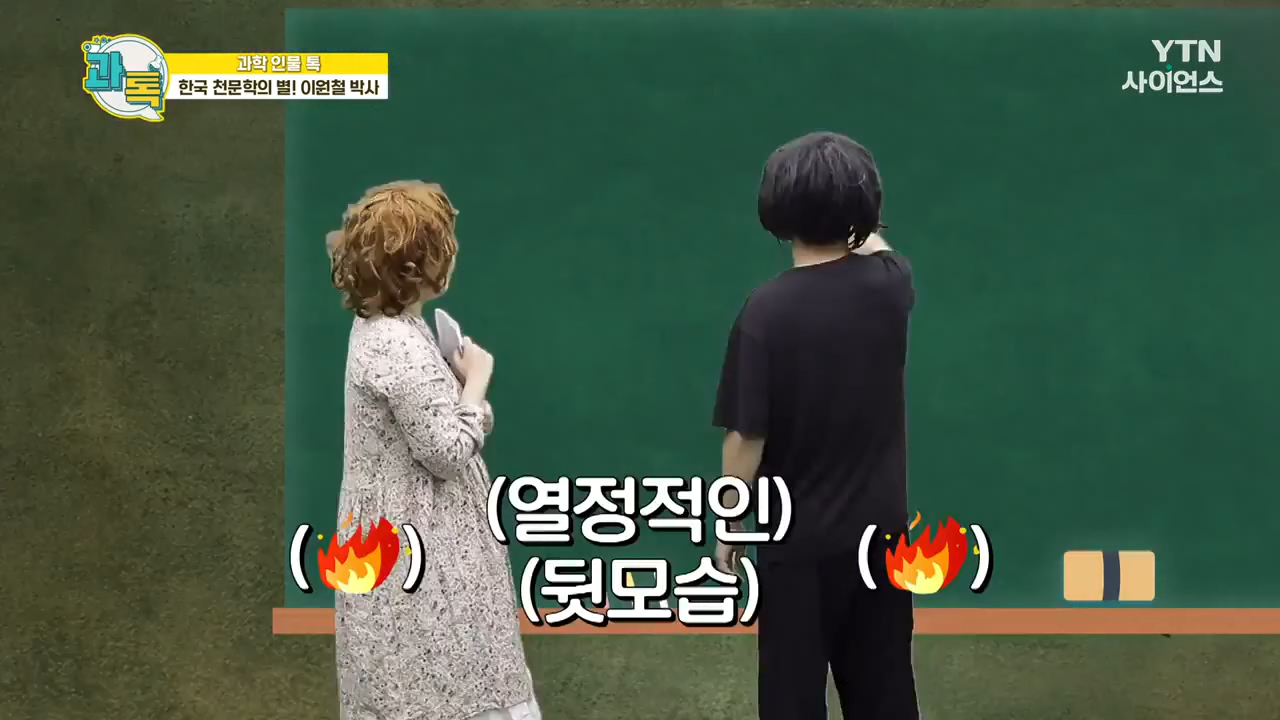 과톡
과학 인물 톡
한국 천문학의 별! 이원철 박사
YTN
사이언스
(열정적인)
(뒷모습)